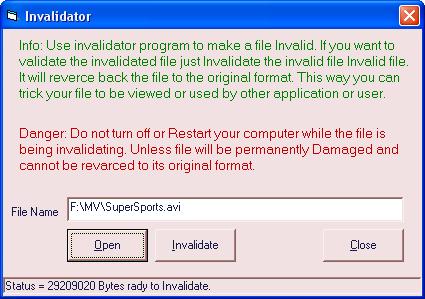 Invalidator
Info: Use invalidator program to make a file Invalid. If you want to
validate the invalidated file just Invalidate the invalid file Invalid file.
It will reverce back the file to the original format. This way you can
trick your file to be viewed or used by other application or user.
Danger: Do not turn off or Restart your computer while the file is
being invalidating. Unless file will be permanently Damaged and
cannot be revarced to its original format.
File Name F:\MV\SuperSports.avi
Open Invalidate Close
Status = 29209020 Bytes rady to Invalidate.